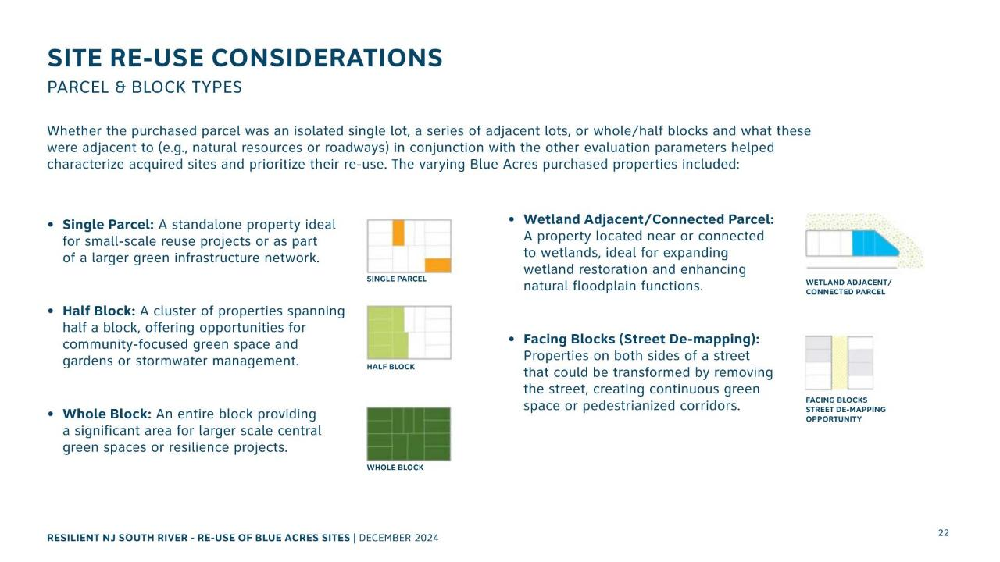 SITE RE-USE CONSIDERATIONS
PARCEL & BLOCK TYPES
Whether the purchased parcel was an isolated single lot, a series of adjacent lots, or whole/half blocks and what these
were adjacent to (e.g., natural resources or roadways) in conjunction with the other evaluation parameters helped
characterize acquired sites and prioritize their re-use. The varying Blue Acres purchased properties included:
• Single Parcel: A standalone property ideal
for small-scale reuse projects or as part
of a larger green infrastructure network.
SINGLE PARCEL
• Half Block: A cluster of properties spanning
half a block, offering opportunities for
community-focused green space and
gardens or stormwater management.
HALF BLOCK
• Whole Block: An entire block providing
a significant area for larger scale central
green spaces or resilience projects.
WHOLE BLOCK
• Wetland Adjacent/Connected Parcel:
A property located near or connected
to wetlands, ideal for expanding
wetland restoration and enhancing
natural floodplain functions.
WETLAND ADJACENT/
CONNECTED PARCEL
• Facing Blocks (Street De-mapping):
Properties on both sides of a street
that could be transformed by removing
the street, creating continuous green
space or pedestrianized corridors.
FACING BLOCKS
STREET DE-MAPPING
OPPORTUNITY
RESILIENT NJ SOUTH RIVER - RE-USE OF BLUE ACRES SITES | DECEMBER 2024
22